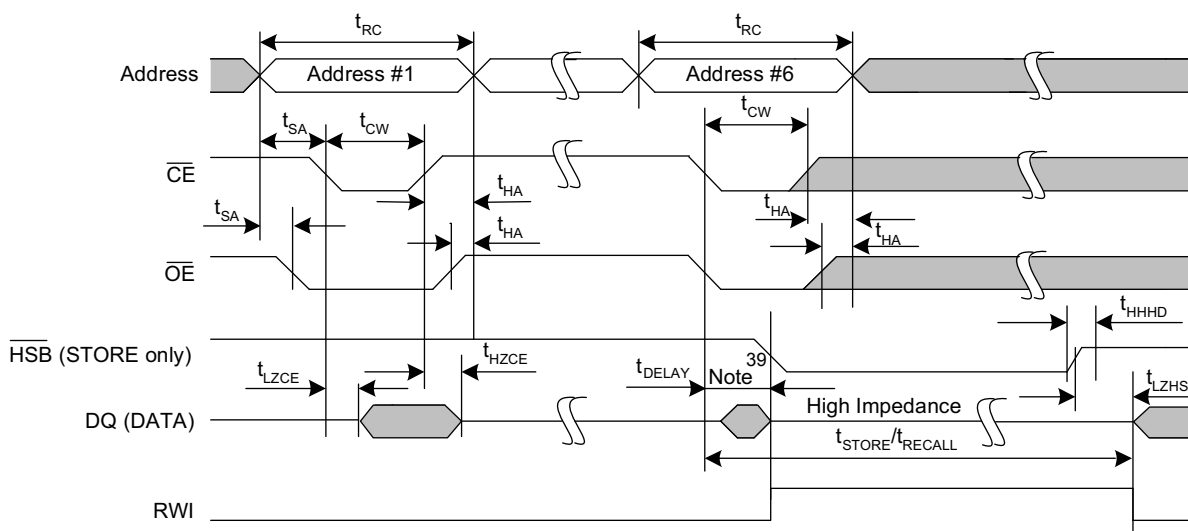 tRC
tRC
Address
Address #1
Address #6
tSA
tCW
tCW
CE
tHA
tHA
tSA
tHA
tHA
OE
tHHHD
HSB (STORE only)
tHZCE
tLZCE
tDELAY
Note 39
tLZHS
High Impedance
DQ (DATA)
tSTORE/tRECALL
RWI